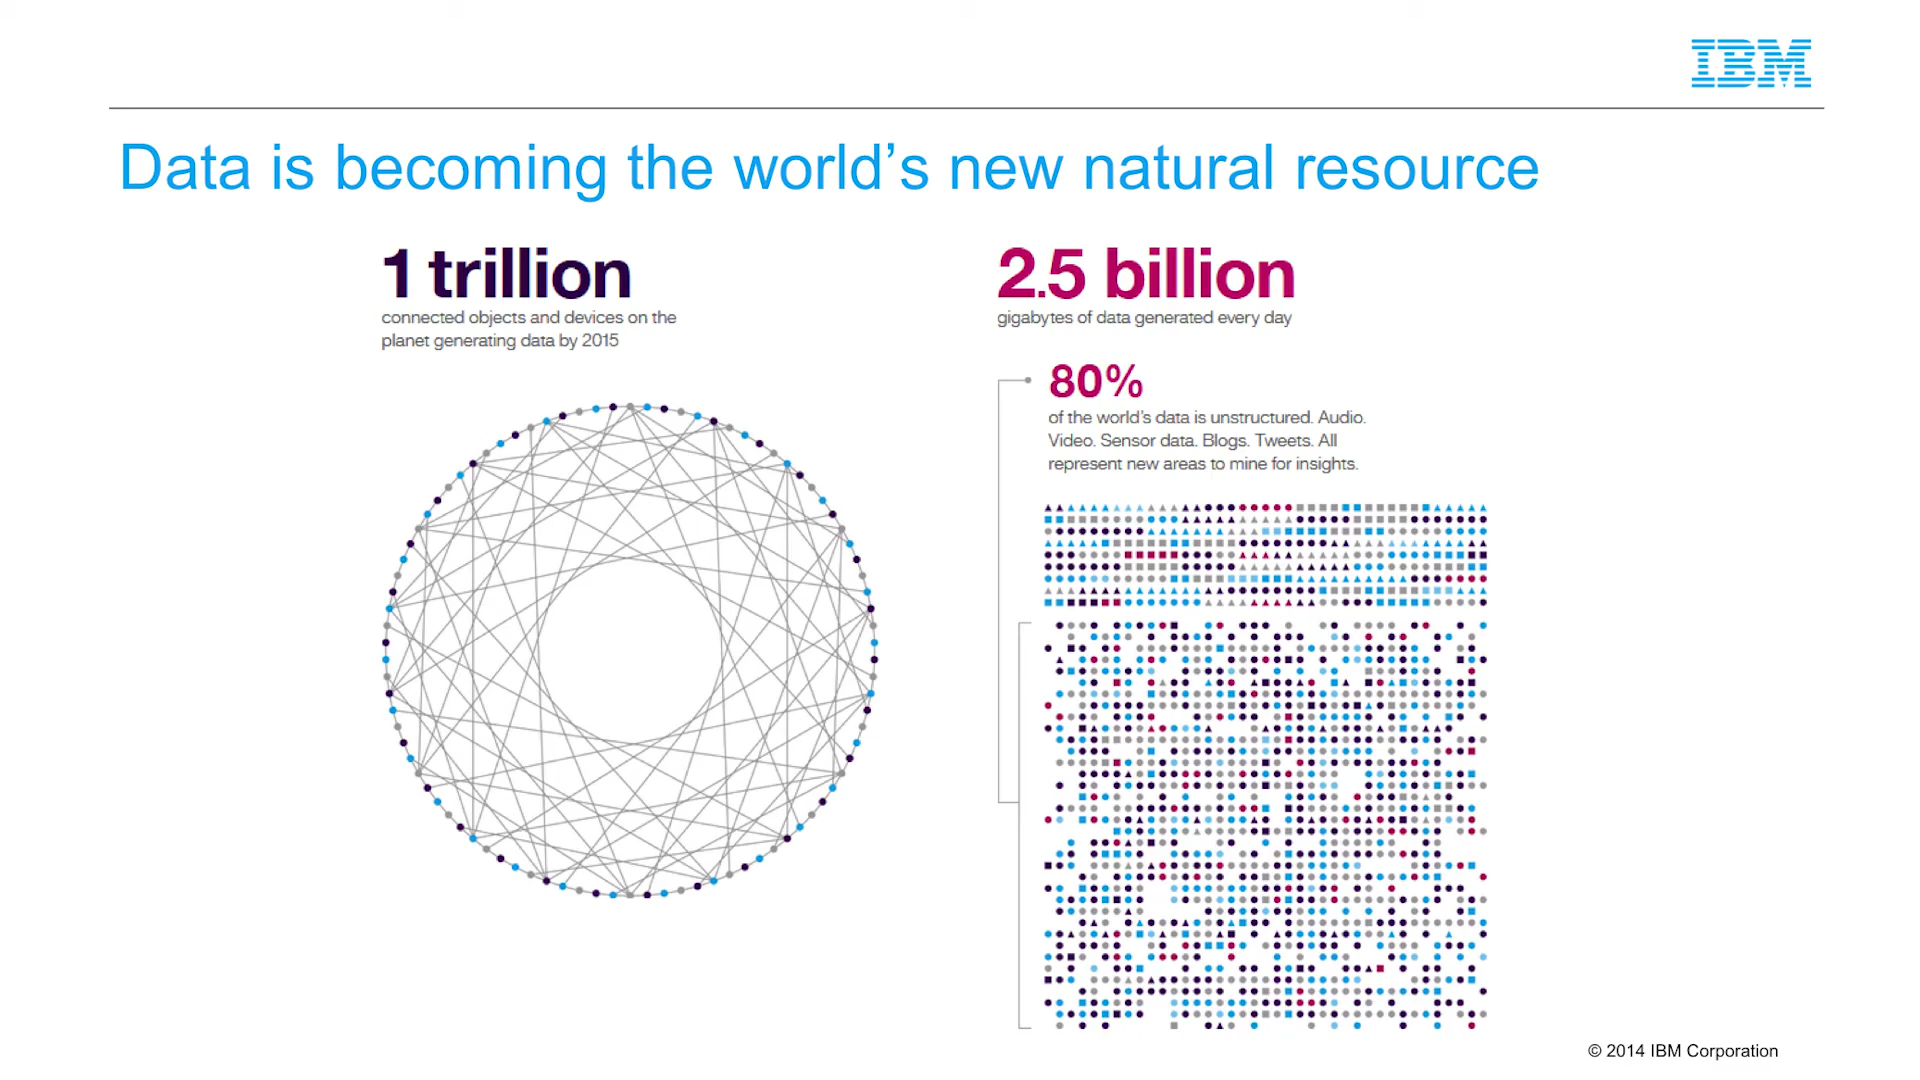 IBM
Data is becoming the world's new natural resource
1 trillion
connected objects and devices on the
planet generating data by 2015
2.5 billion
gigabytes of data generated every day
80%
of the world's data is unstructured. Audio.
Video. Sensor data. Blogs. Tweets. All
represent new areas to mine for insights.
© 2014 IBM Corporation